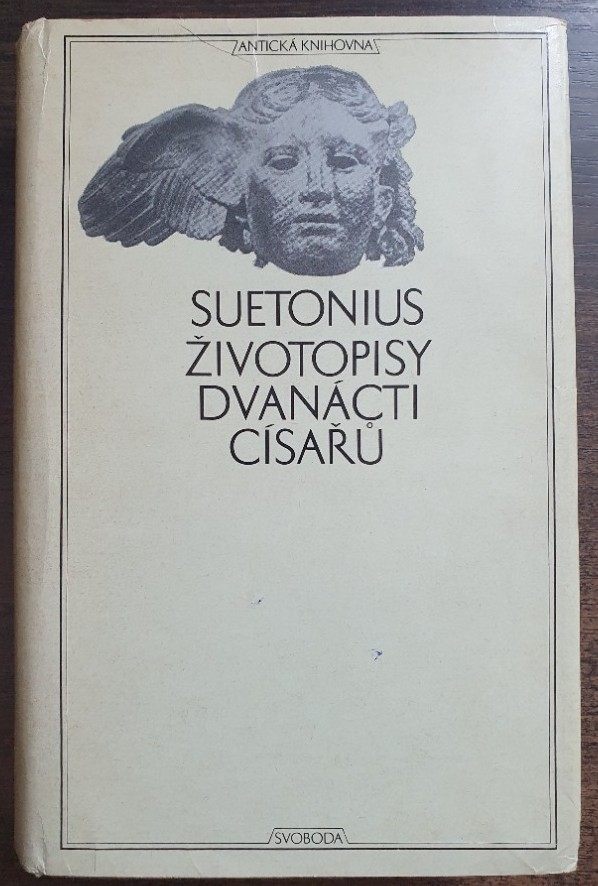 ANTICKÁ KNIHOVNA
SUETONIUS
ŽIVOTOPISY
DVANÁCTI
CÍSAŘŮ
SVOBODA